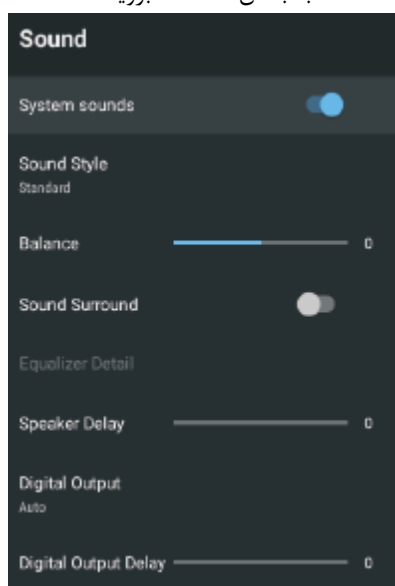 Sound
System sounds
Sound Style
Standard
Balance 0
Sound Surround
Equalizer Detail
Speaker Delay 0
Digital Output
Auto
Digital Output Delay 0